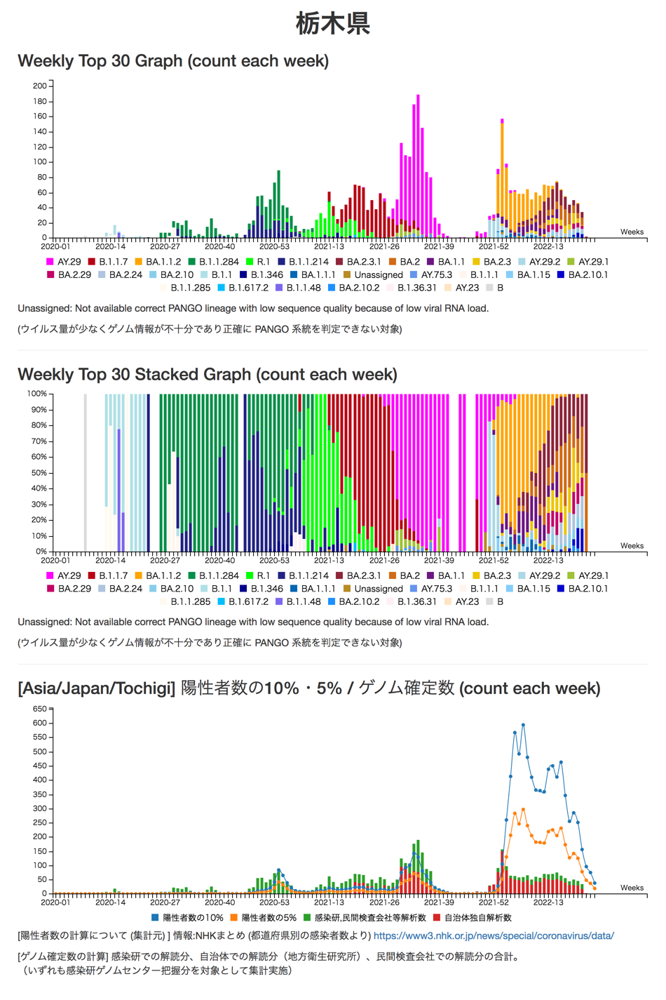 栃木県
Weekly Top 30 Graph (count each week)
200
180
160
140
120
100
80
60
40
20
0
Weeks
2020-01 2020-14 2020-27 2020-40 2020-53 2021-13 2021-26 2021-39 2021-52 2022-13
AY.29 B.1.1.7 BA.1.1.2 B.1.1.284 R.1 B.1.1.214 BA.2.3.1 BA.2 BA.1.1 BA.2.3 AY.29.2 AY.29.1
BA.2.29 BA.2.24 BA.2.10 B.1.1 B.1.346 BA.1.1.1 Unassigned AY.75.3 B.1.1.1 BA.1.15 BA.2.10.1
B.1.1.285 B.1.617.2 B.1.1.48 BA.2.10.2 B.1.36.31 AY.23 B
Unassigned: Not available correct PANGO lineage with low sequence quality because of low viral RNA load.
(ウイルス量が少なくゲノム情報が不十分であり正確に PANGO 系統を判定できない対象)
Weekly Top 30 Stacked Graph (count each week)
100%
90%
80%
70%
60%
50%
40%
30%
20%
10%
0%
Weeks
2020-01 2020-14 2020-27 2020-40 2020-53 2021-13 2021-26 2021-39 2021-52 2022-13
AY.29 B.1.1.7 BA.1.1.2 B.1.1.284 R.1 B.1.1.214 BA.2.3.1 BA.2 BA.1.1 BA.2.3 AY.29.2 AY.29.1
BA.2.29 BA.2.24 BA.2.10 B.1.1 B.1.346 BA.1.1.1 Unassigned AY.75.3 B.1.1.1 BA.1.15 BA.2.10.1
B.1.1.285 B.1.617.2 B.1.1.48 BA.2.10.2 B.1.36.31 AY.23 B
Unassigned: Not available correct PANGO lineage with low sequence quality because of low viral RNA load.
(ウイルス量が少なくゲノム情報が不十分であり正確に PANGO 系統を判定できない対象)
[Asia/Japan/Tochigi] 陽性者数の10%・5% / ゲノム確定数 (count each week)
650
600
550
500
450
400
350
300
250
200
150
100
50
0
Weeks
2020-01 2020-14 2020-27 2020-40 2020-53 2021-13 2021-26 2021-39 2021-52 2022-13
陽性者数の10% 陽性者数の5% 感染研,民間検査会社等解析数 自治体独自解析数
[陽性者数の計算について (集計元) ] 情報:NHKまとめ (都道府県別の感染者数より) https://www3.nhk.or.jp/news/special/coronavirus/data/
[ゲノム確定数の計算] 感染研での解読分、自治体での解読分（地方衛生研究所）、民間検査会社での解読分の合計。
（いずれも感染研ゲノムセンター把握分を対象として集計実施）